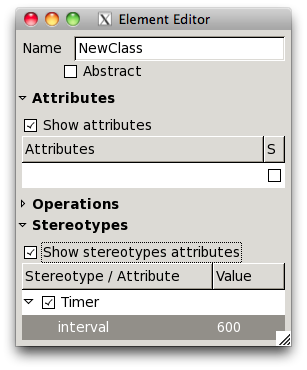 Element Editor
Name NewClass
Abstract
Attributes
Show attributes
Attributes S
Operations
Stereotypes
Show stereotypes attributes
Stereotype / Attribute Value
Timer
interval 600